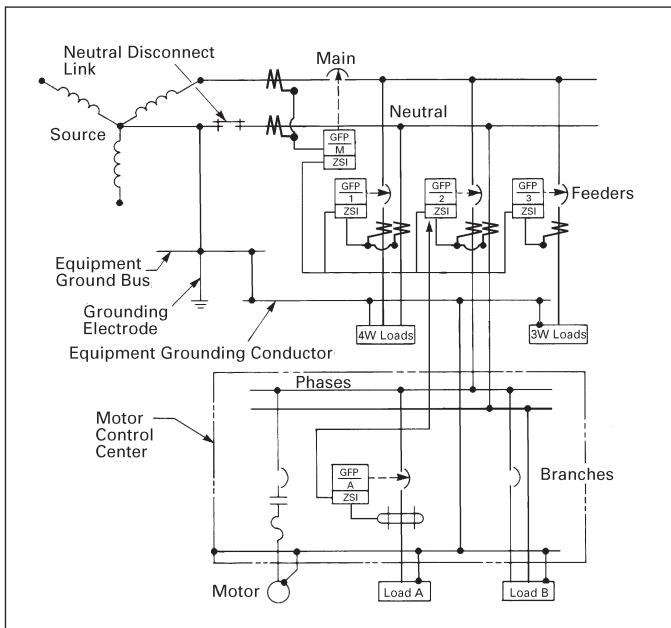 Neutral Disconnect
Link
Main
Neutral
Source
GFP
M
ZSI
GFP
1
ZSI
GFP
2
ZSI
GFP
3
ZSI
Feeders
Equipment
Ground Bus
Grounding
Electrode
Equipment Grounding Conductor
4W Loads
3W Loads
Phases
Motor
Control
Center
GFP
A
ZSI
Branches
Motor
Load A
Load B